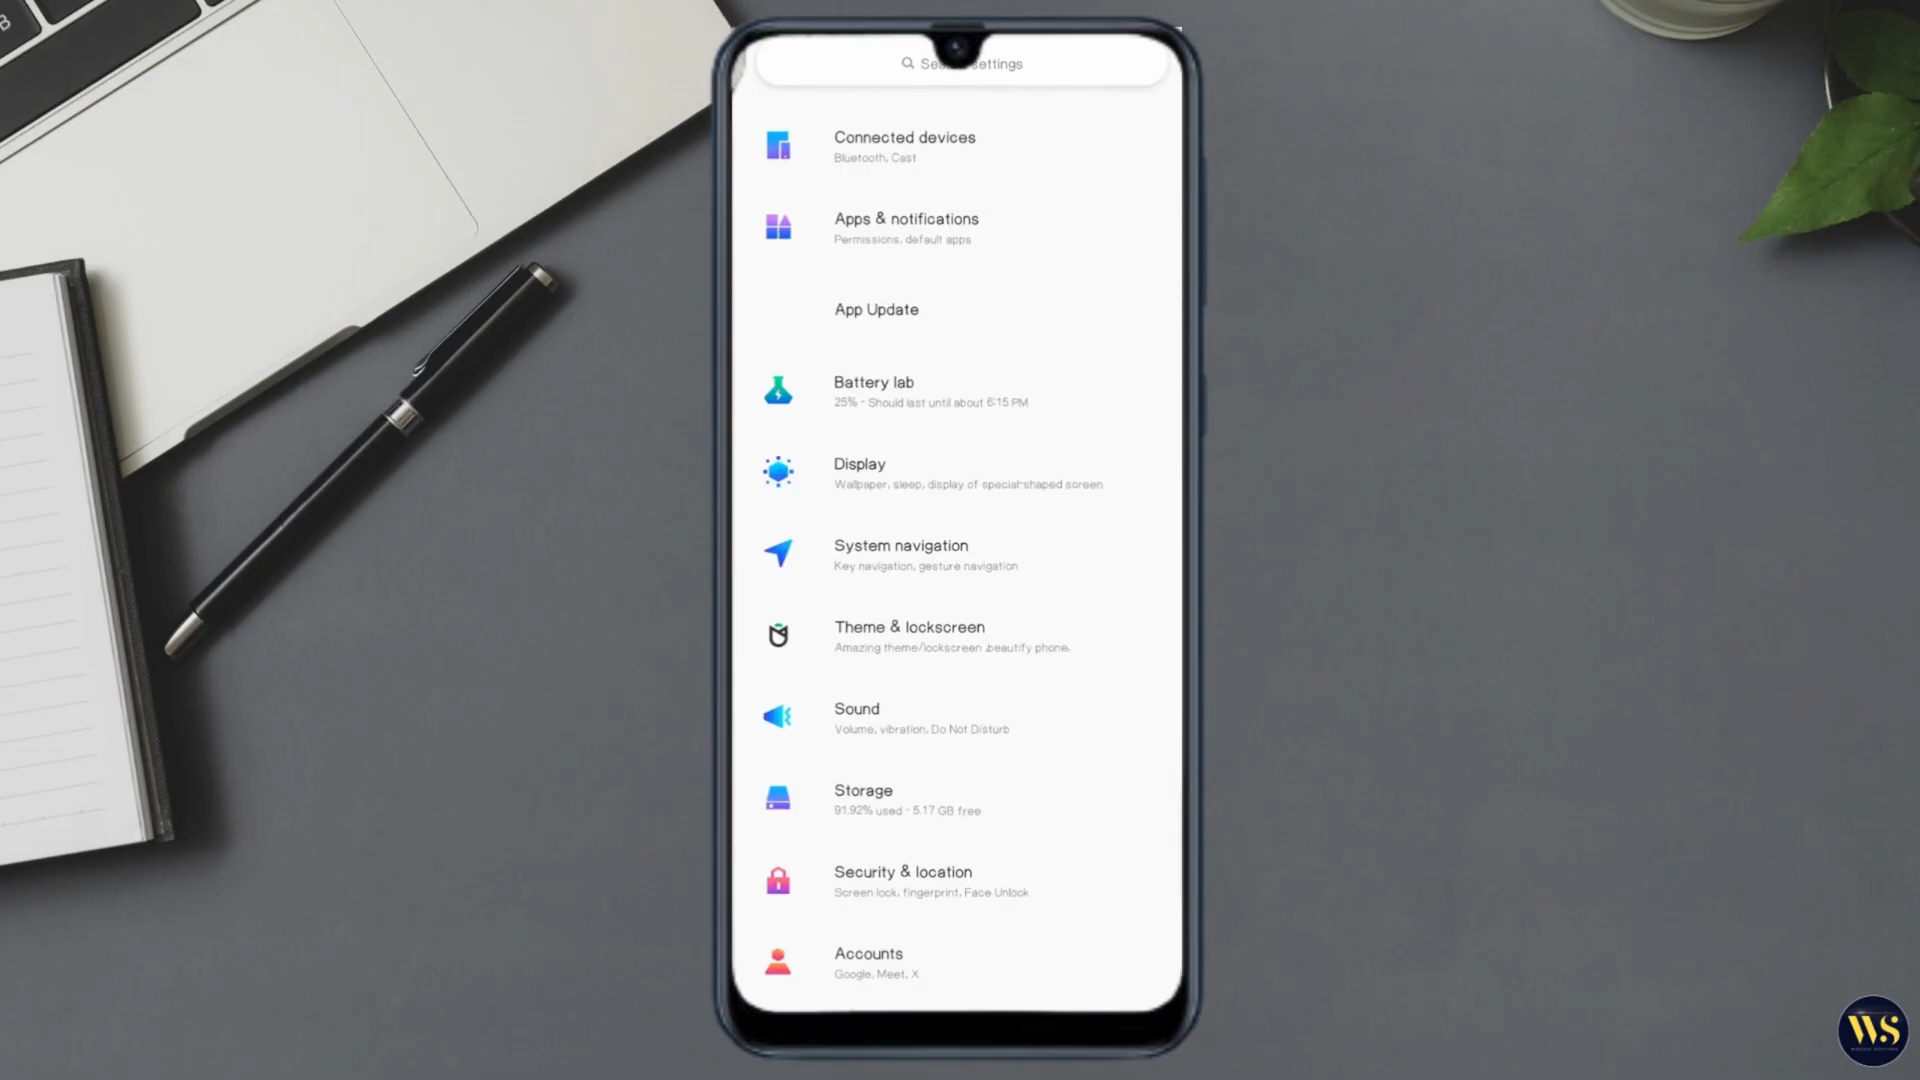 B
settings
Connected devices
Bluetooth, Cast
Apps & notifications
Permissions, default apps
App Update
Battery lab
25% - Should last until about 6:15 PM
Display
Wallpaper, sleep, display of special-shaped screen
System navigation
Key navigation, gesture navigation
Theme & lockscreen
Amazing theme/lockscreen ,beautify phone.
Sound
Volume, vibration, Do Not Disturb
Storage
91.92% used - 5.17 GB free
Security & location
Screen lock, fingerprint, Face Unlock
Accounts
Google, Meet, X
WS